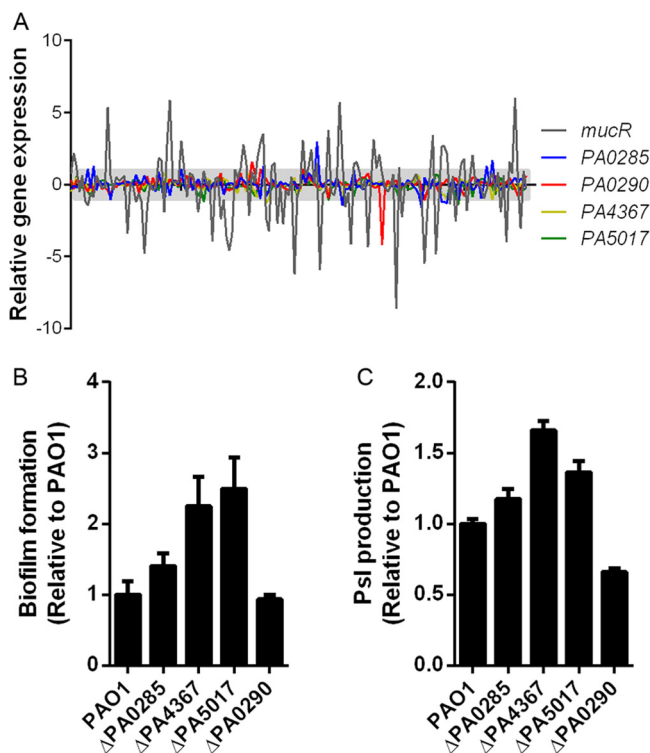 A
Relative gene expression
10
5
0
-5
-10
mucR
PA0285
PA0290
PA4367
PA5017
B
Biofilm formation
(Relative to PAO1)
4
3
2
1
0
PAO1
ΔPA0285
ΔPA4367
ΔPA5017
ΔPA0290
C
Psl production
(Relative to PAO1)
2.0
1.5
1.0
0.5
0.0
PAO1
ΔPA0285
ΔPA4367
ΔPA5017
ΔPA0290